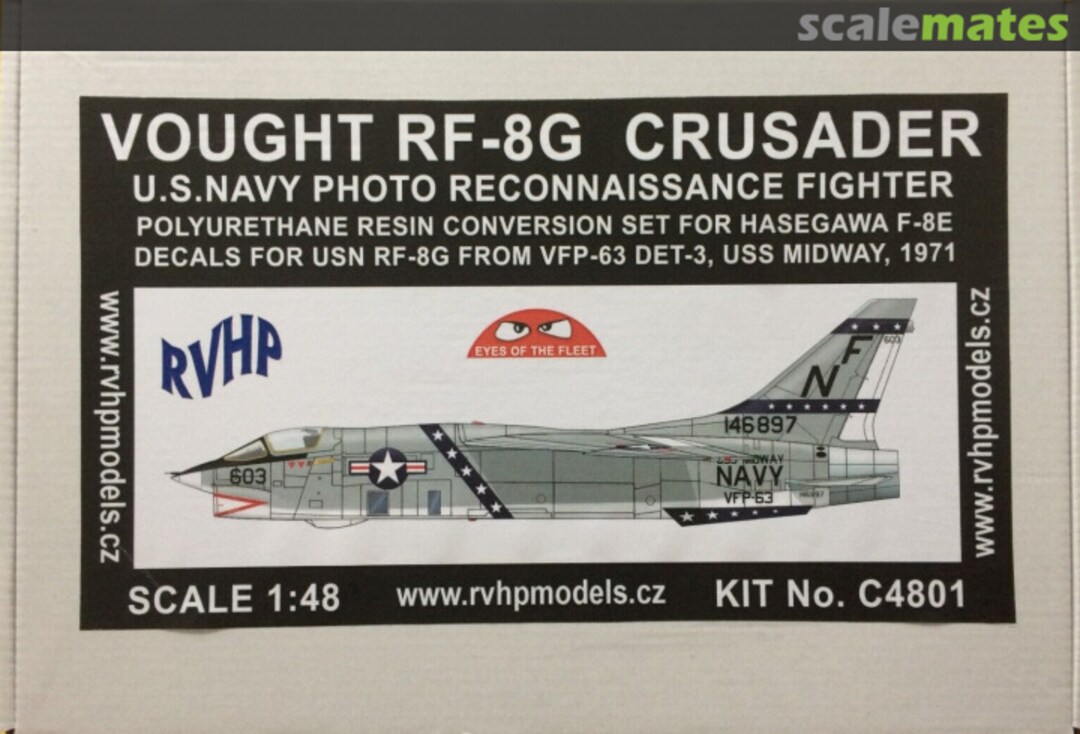 scalemates
VOUGHT RF-8G CRUSADER
U.S.NAVY PHOTO RECONNAISSANCE FIGHTER
POLYURETHANE RESIN CONVERSION SET FOR HASEGAWA F-8E
DECALS FOR USN RF-8G FROM VFP-63 DET-3, USS MIDWAY, 1971
www.rvhpmodels.cz
RVHP
EYES OF THE FLEET
603
NF
146897
603
MIDWAY
NAVY
VFP-63
www.rvhpmodels.cz
SCALE 1:48
www.rvhpmodels.cz
KIT No. C4801